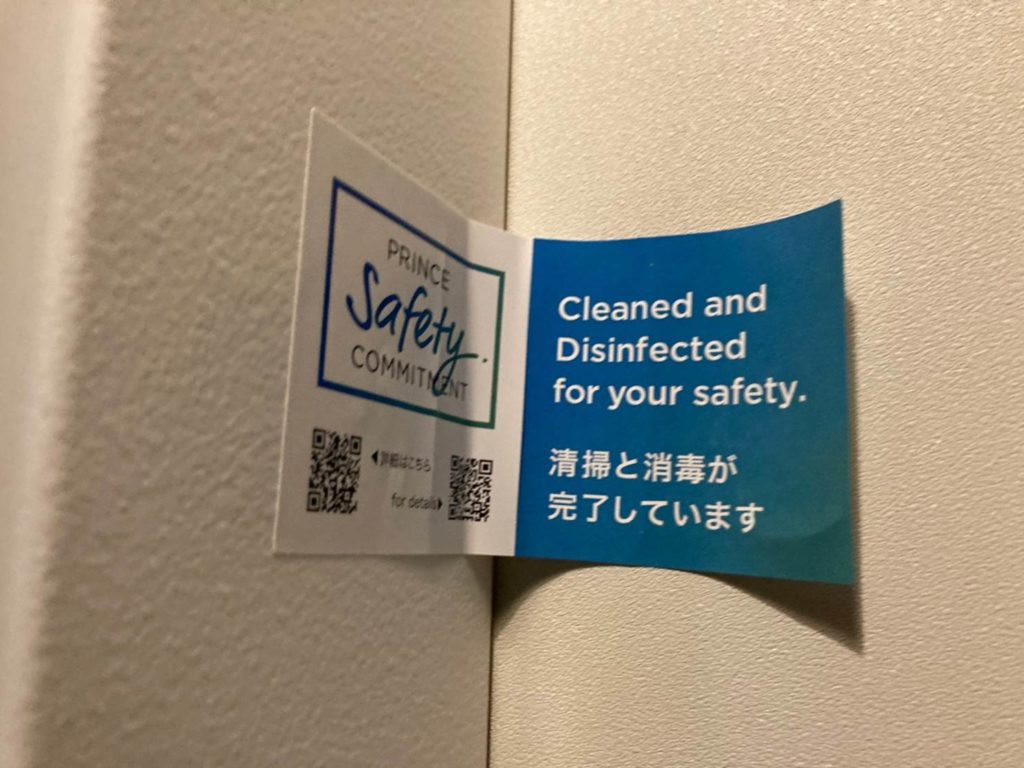 PRINCE
Safety
COMMITMENT
◀詳細はこちら
for details▶
Cleaned and
Disinfected
for your safety.
清掃と消毒が
完了しています